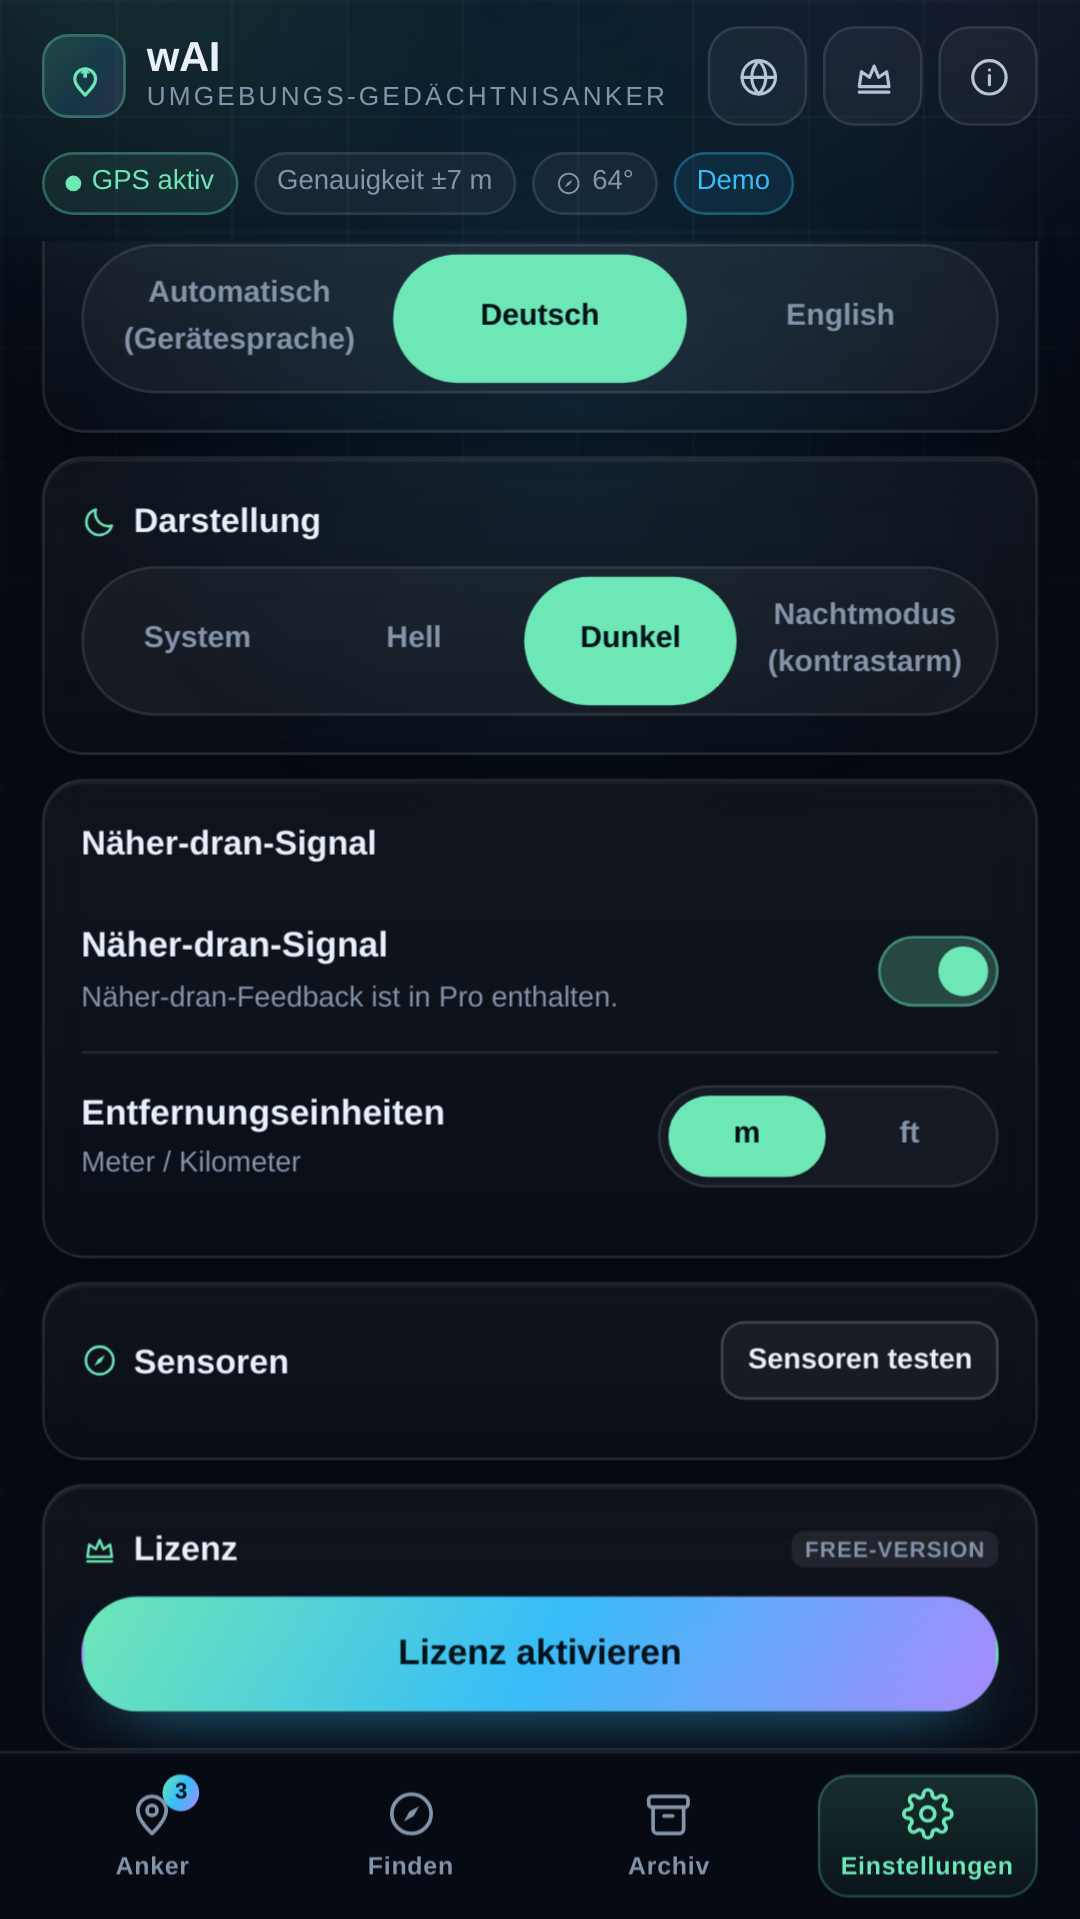 wAI
UMGEBUNGS-GEDÄCHTNISANKER
GPS aktiv
Genauigkeit ±7 m
64°
Demo
Automatisch
(Gerätesprache)
Deutsch
English
Darstellung
System
Hell
Dunkel
Nachtmodus
(kontrastarm)
Näher-dran-Signal
Näher-dran-Signal
Näher-dran-Feedback ist in Pro enthalten.
Entfernungseinheiten
Meter / Kilometer
m
ft
Sensoren
Sensoren testen
Lizenz
FREE-VERSION
Lizenz aktivieren
3
Anker
Finden
Archiv
Einstellungen